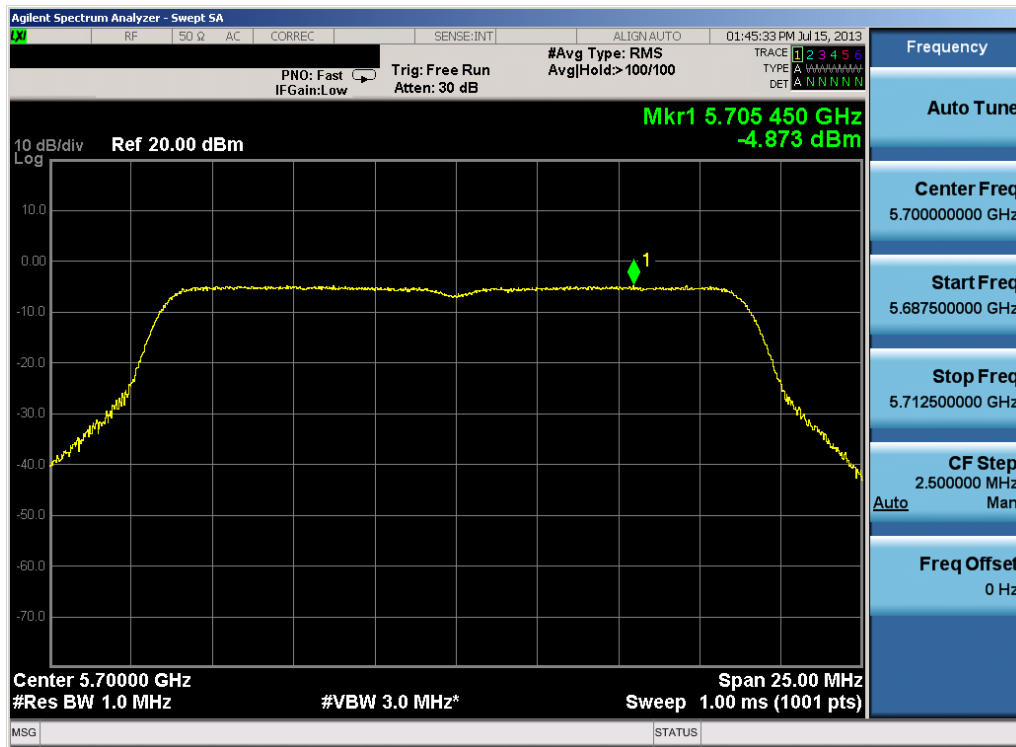 Agilent Spectrum Analyzer - Swept SA
LXI RF 50 Ω AC CORREC SENSE:INT ALIGN AUTO 01:45:33 PM Jul 15, 2013
PNO: Fast
IFGain:Low
Trig: Free Run
Atten: 30 dB
#Avg Type: RMS
Avg|Hold:>100/100
TRACE 1 2 3 4 5 6
TYPE A WWWWW
DET A N N N N N
Mkr1 5.705 450 GHz
-4.873 dBm
10 dB/div Ref 20.00 dBm
Log
10.0
0.00
-10.0
-20.0
-30.0
-40.0
-50.0
-60.0
-70.0
1
Center 5.70000 GHz Span 25.00 MHz
#Res BW 1.0 MHz #VBW 3.0 MHz* Sweep 1.00 ms (1001 pts)
MSG STATUS
Frequency
Auto Tune
Center Freq
5.700000000 GHz
Start Freq
5.687500000 GHz
Stop Freq
5.712500000 GHz
CF Step
2.500000 MHz
Auto Man
Freq Offset
0 Hz